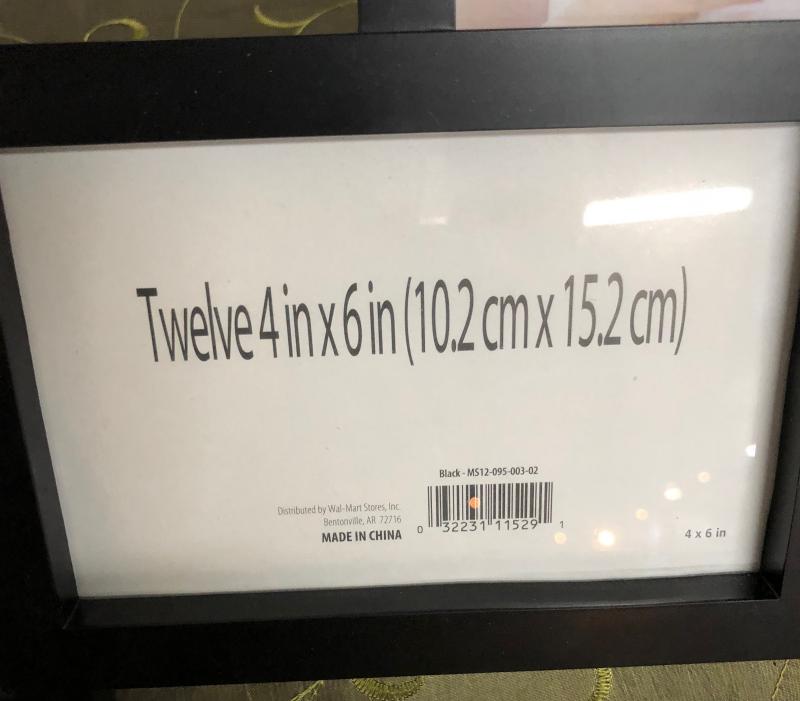 Twelve 4 in x 6 in (10.2 cm x 15.2 cm)
Black - MS12-095-003-02
Distributed by Wal-Mart Stores, Inc.
Bentonville, AR 72716
MADE IN CHINA
0 32231 11529 1
4 x 6 in